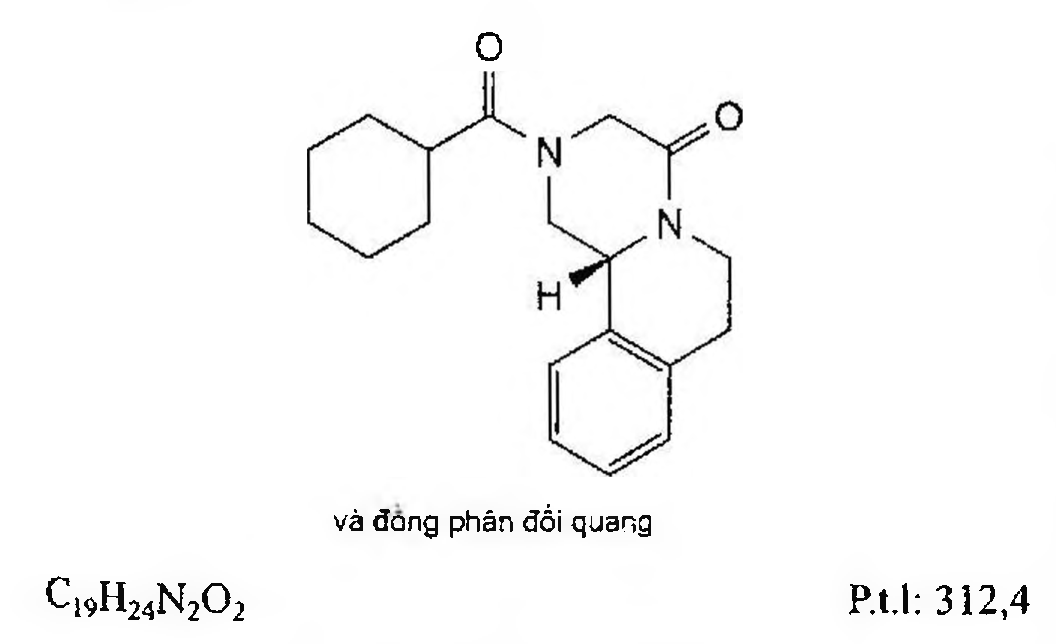 O
O
N
N
H
và đồng phân đối quang
C₁₉H₂₄N₂O₂
P.t.l: 312,4